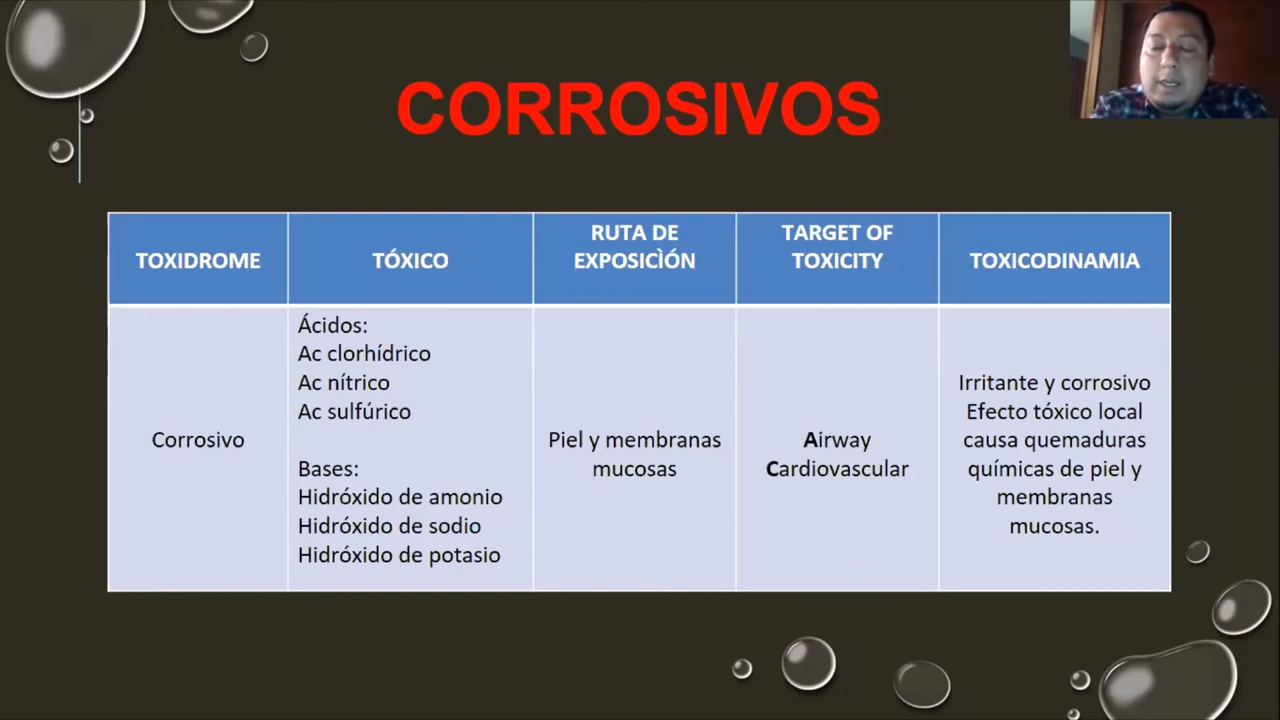 CORROSIVOS
TOXIDROME
TÓXICO
RUTA DE
EXPOSICÌÓN
TARGET OF
TOXICITY
TOXICODINAMIA
Corrosivo
Ácidos:
Ac clorhídrico
Ac nítrico
Ac sulfúrico
Bases:
Hidróxido de amonio
Hidróxido de sodio
Hidróxido de potasio
Piel y membranas
mucosas
Airway
Cardiovascular
Irritante y corrosivo
Efecto tóxico local
causa quemaduras
químicas de piel y
membranas
mucosas.